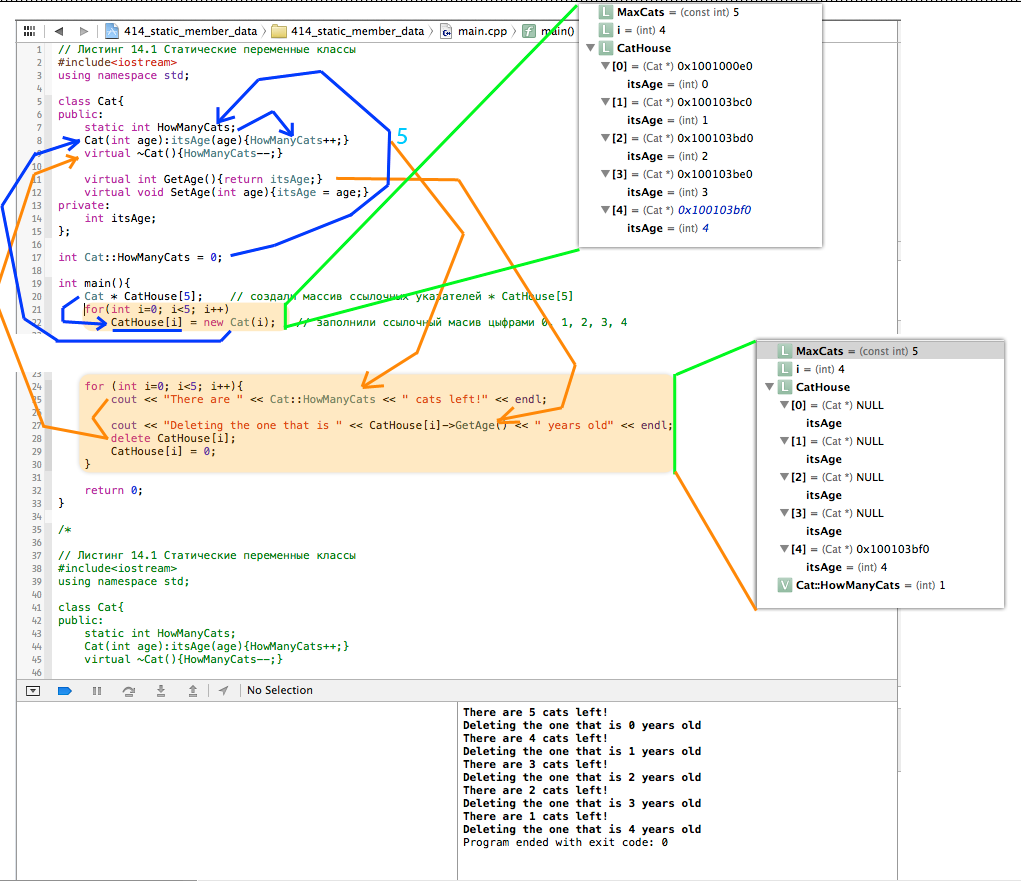 414_static_member_data
414_static_member_data
main.cpp
main()
1 // Листинг 14.1 Статические переменные классы
2 #include<iostream>
3 using namespace std;
4
5 class Cat{
6 public:
7 static int HowManyCats;
8 Cat(int age):itsAge(age){HowManyCats++;}
virtual ~Cat(){HowManyCats--;}
10
11 virtual int GetAge(){return itsAge;}
12 virtual void SetAge(int age){itsAge = age;}
13 private:
14 int itsAge;
15 };
16
17 int Cat::HowManyCats = 0;
18
19 int main(){
20 Cat * CatHouse[5]; // создали массив ссылочных указателей * CatHouse[5]
21 for(int i=0; i<5; i++)
22 CatHouse[i] = new Cat(i); // заполнили ссылочный масив цыфрами 0, 1, 2, 3, 4
5
L MaxCats = (const int) 5
L i = (int) 4
L CatHouse
[0] = (Cat *) 0x1001000e0
itsAge = (int) 0
[1] = (Cat *) 0x100103bc0
itsAge = (int) 1
[2] = (Cat *) 0x100103bd0
itsAge = (int) 2
[3] = (Cat *) 0x100103be0
itsAge = (int) 3
[4] = (Cat *) 0x100103bf0
itsAge = (int) 4
23
24 for (int i=0; i<5; i++){
25 cout << "There are " << Cat::HowManyCats << " cats left!" << endl;
26
27 cout << "Deleting the one that is " << CatHouse[i]->GetAge() << " years old" << endl;
28 delete CatHouse[i];
29 CatHouse[i] = 0;
30 }
31
32 return 0;
33 }
34
35 /*
36
37 // Листинг 14.1 Статические переменные классы
38 #include<iostream>
39 using namespace std;
40
41 class Cat{
42 public:
43 static int HowManyCats;
44 Cat(int age):itsAge(age){HowManyCats++;}
45 virtual ~Cat(){HowManyCats--;}
46
L MaxCats = (const int) 5
L i = (int) 4
L CatHouse
[0] = (Cat *) NULL
itsAge
[1] = (Cat *) NULL
itsAge
[2] = (Cat *) NULL
itsAge
[3] = (Cat *) NULL
itsAge
[4] = (Cat *) 0x100103bf0
itsAge = (int) 4
V Cat::HowManyCats = (int) 1
No Selection
There are 5 cats left!
Deleting the one that is 0 years old
There are 4 cats left!
Deleting the one that is 1 years old
There are 3 cats left!
Deleting the one that is 2 years old
There are 2 cats left!
Deleting the one that is 3 years old
There are 1 cats left!
Deleting the one that is 4 years old
Program ended with exit code: 0